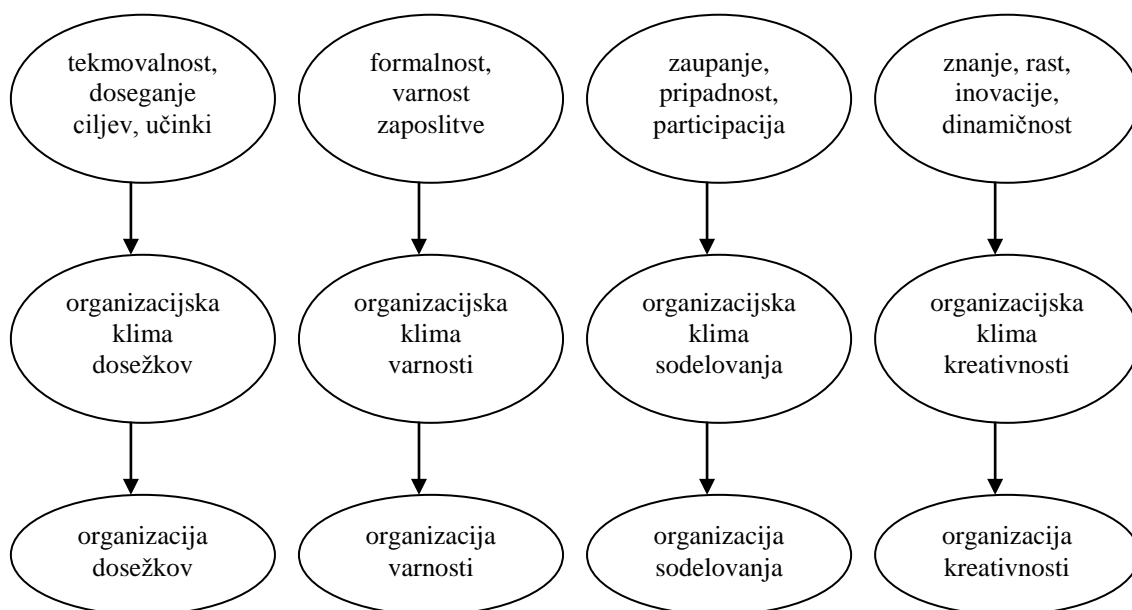 tekmovalnost,
doseganje
ciljev, učinki
formalnost,
varnost
zaposlitve
zaupanje,
pripadnost,
participacija
znanje, rast,
inovacije,
dinamičnost
organizacijska
klima
dosežkov
organizacijska
klima
varnosti
organizacijska
klima
sodelovanja
organizacijska
klima
kreativnosti
organizacija
dosežkov
organizacija
varnosti
organizacija
sodelovanja
organizacija
kreativnosti